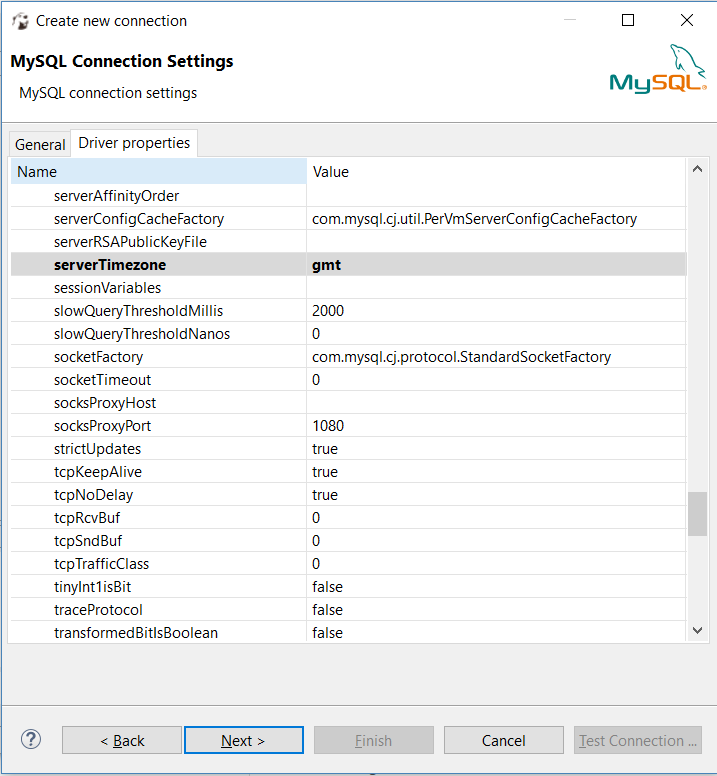 Create new connection
MySQL Connection Settings
MySQL connection settings
MySQL®
General Driver properties
Name Value
serverAffinityOrder
serverConfigCacheFactory com.mysql.cj.util.PerVmServerConfigCacheFactory
serverRSAPublicKeyFile
serverTimezone gmt
sessionVariables
slowQueryThresholdMillis 2000
slowQueryThresholdNanos 0
socketFactory com.mysql.cj.protocol.StandardSocketFactory
socketTimeout 0
socksProxyHost
socksProxyPort 1080
strictUpdates true
tcpKeepAlive true
tcpNoDelay true
tcpRcvBuf 0
tcpSndBuf 0
tcpTrafficClass 0
tinyInt1isBit false
traceProtocol false
transformedBitIsBoolean false
? < Back Next > Finish Cancel Test Connection ...